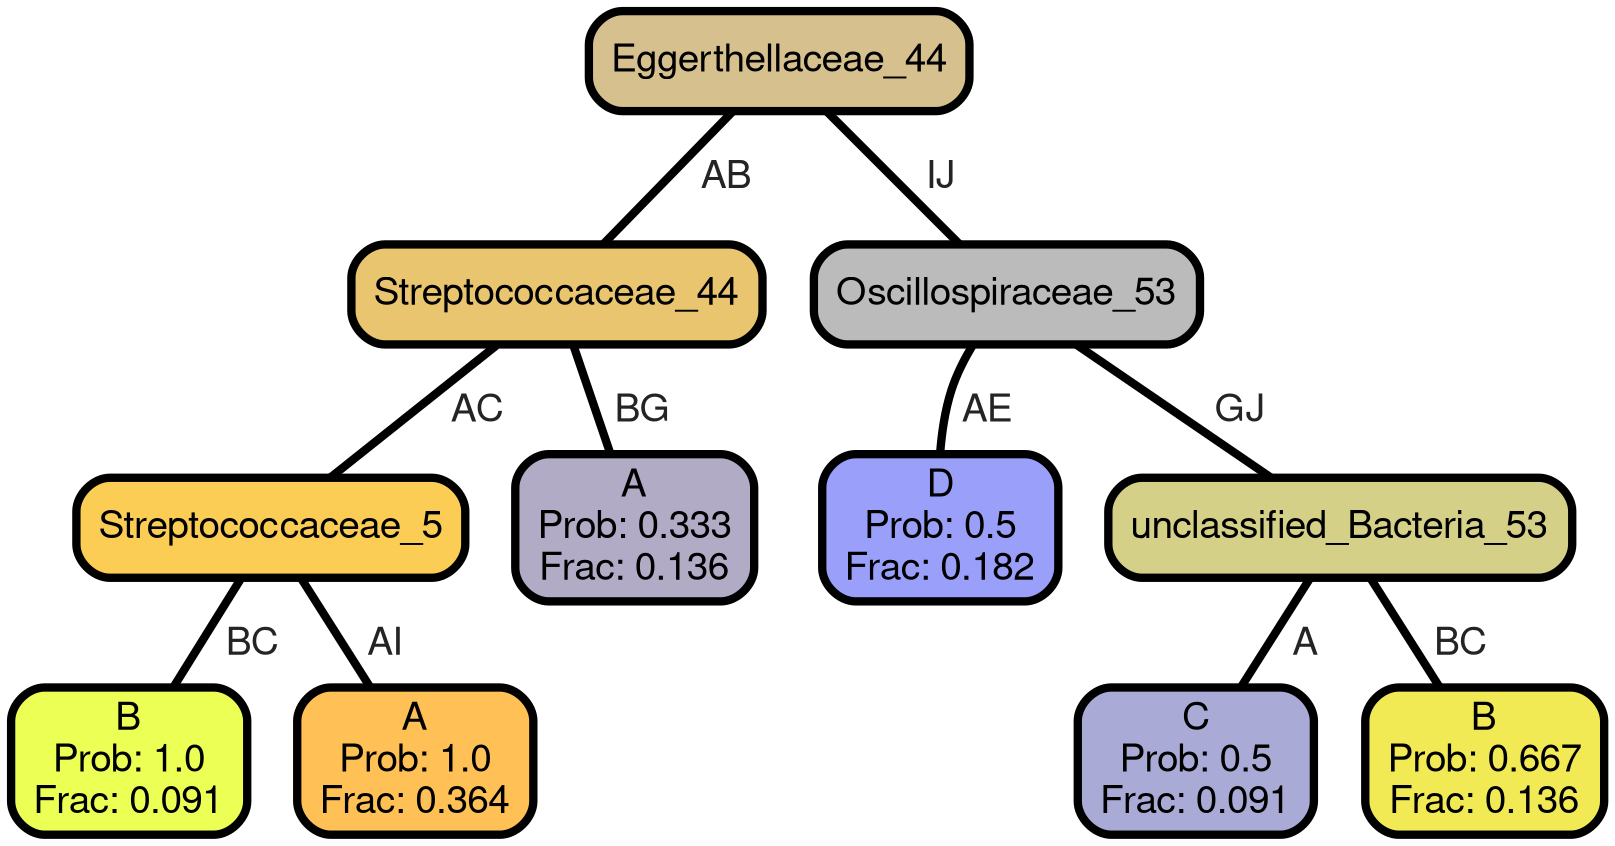 Eggerthellaceae_44
AB
IJ
Streptococcaceae_44
Oscillospiraceae_53
AC
BG
AE
GJ
Streptococcaceae_5
A
Prob: 0.333
Frac: 0.136
D
Prob: 0.5
Frac: 0.182
unclassified_Bacteria_53
BC
AI
A
BC
B
Prob: 1.0
Frac: 0.091
A
Prob: 1.0
Frac: 0.364
C
Prob: 0.5
Frac: 0.091
B
Prob: 0.667
Frac: 0.136